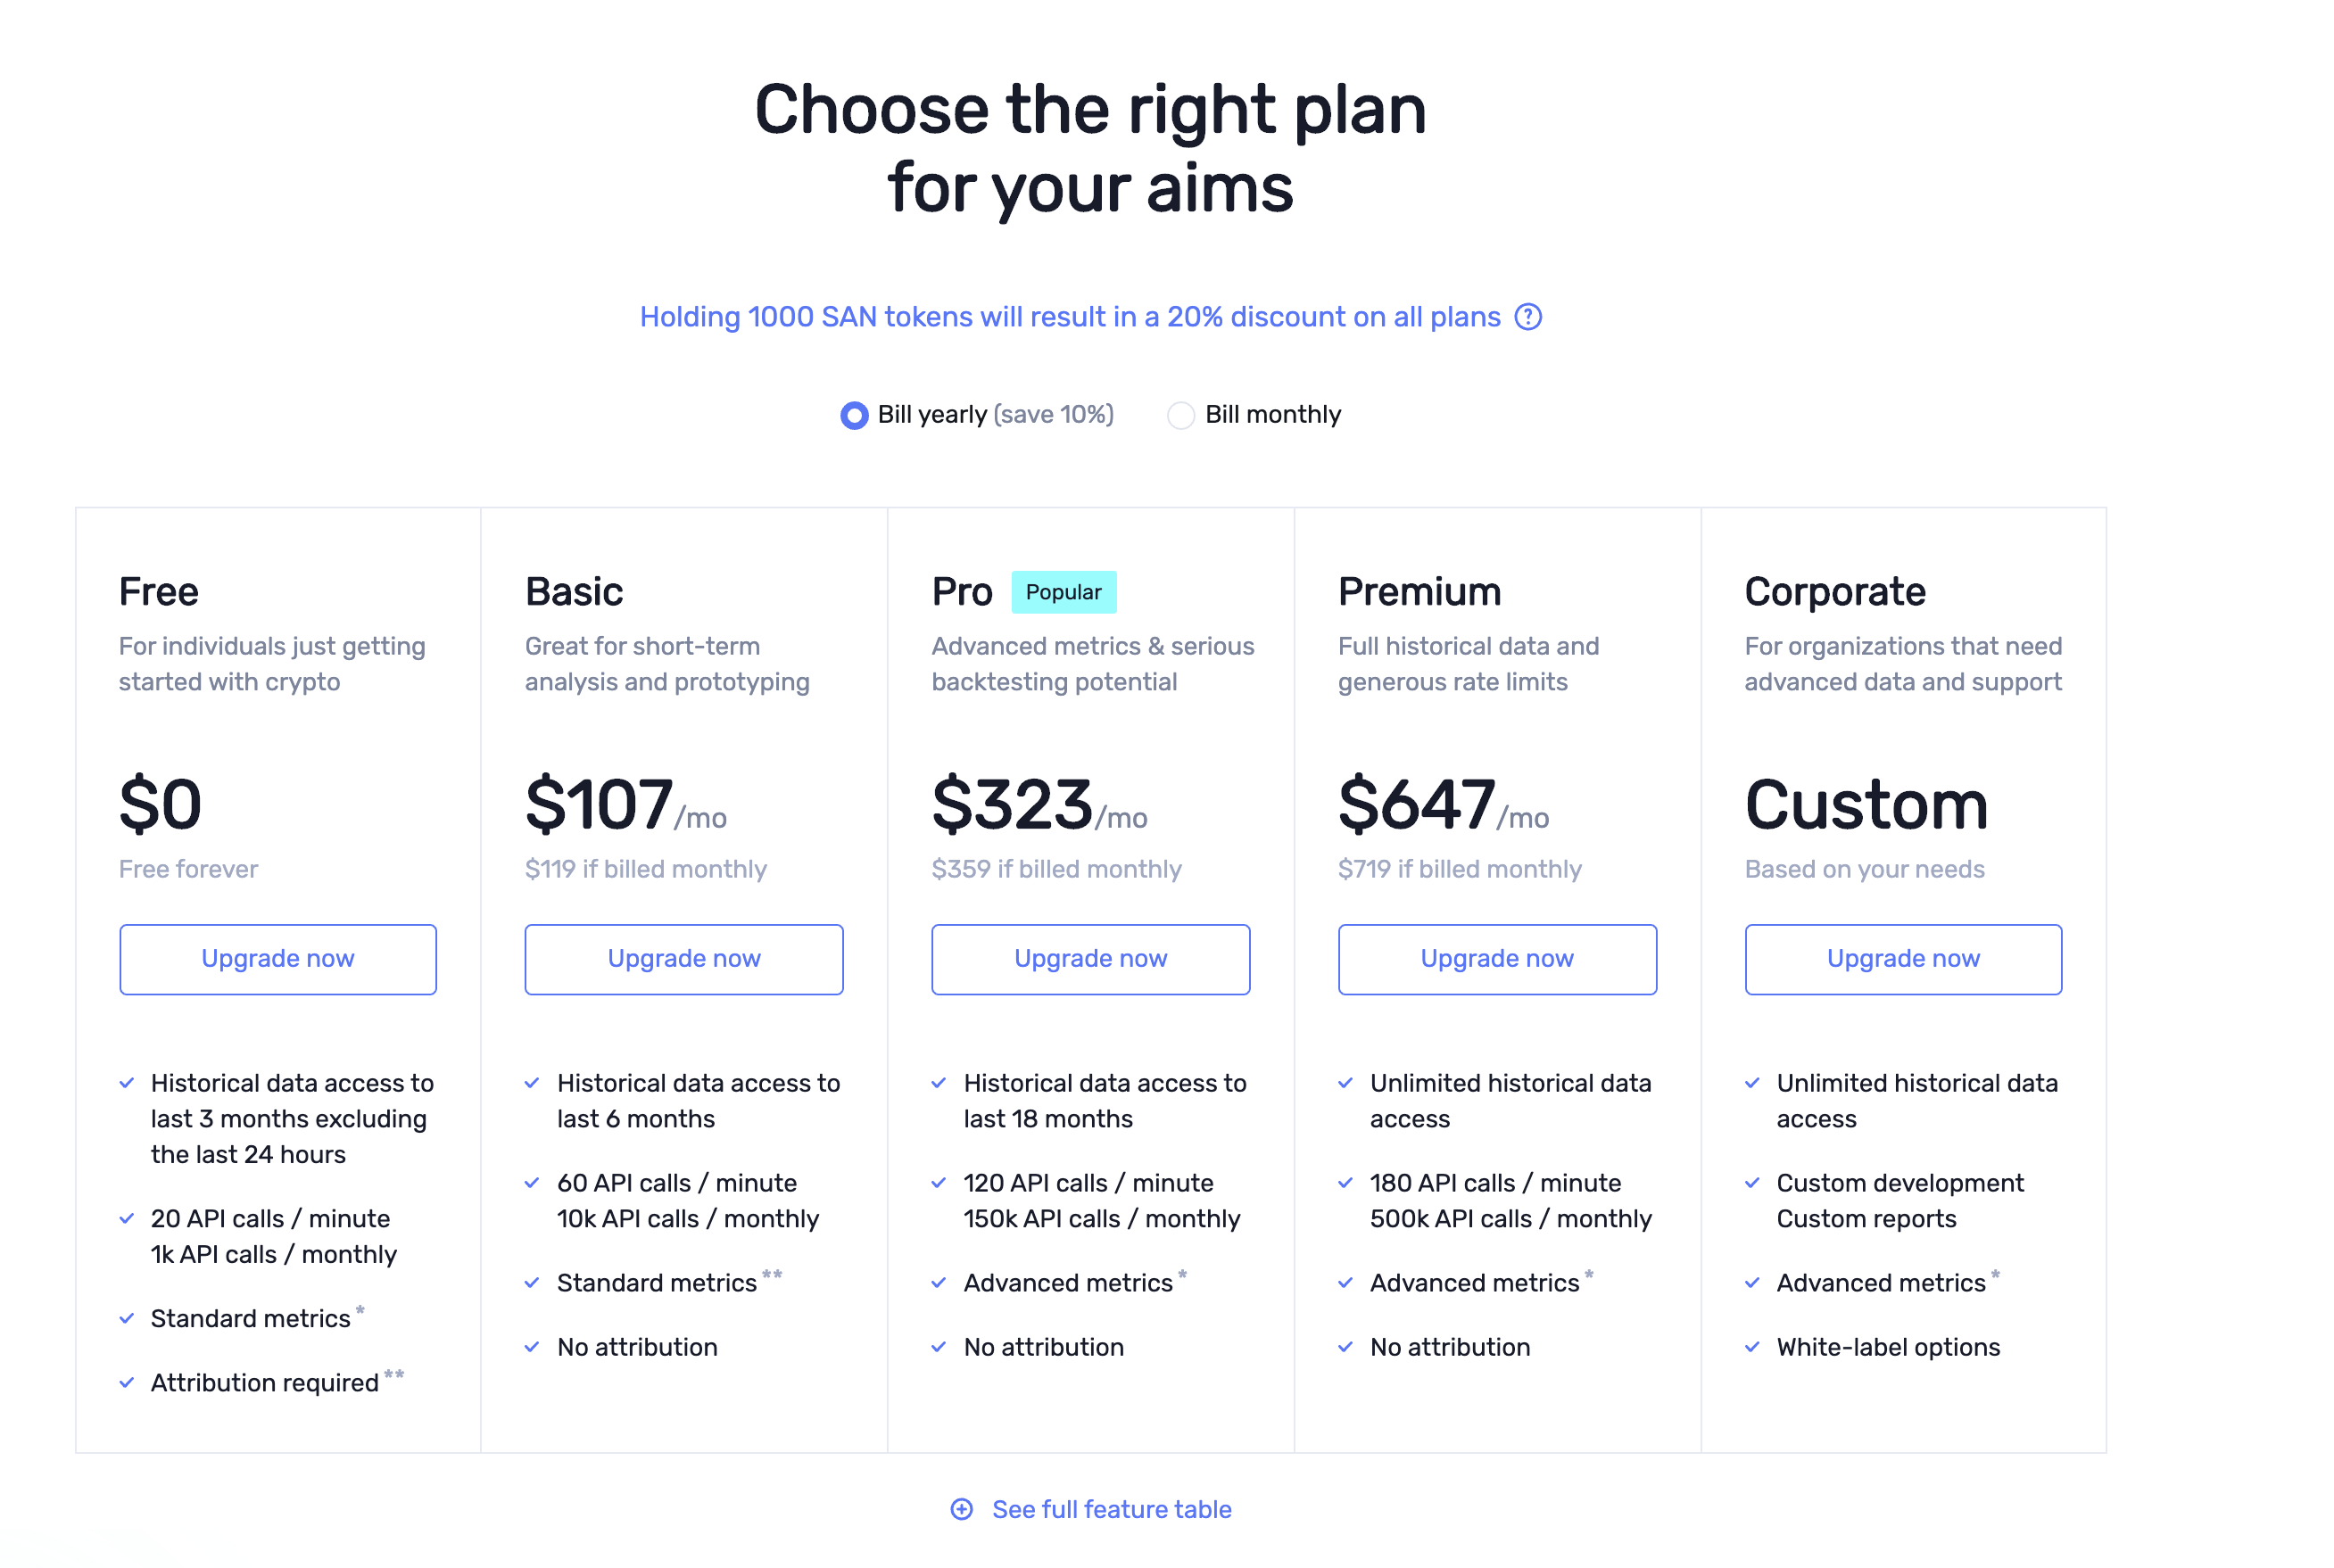 Choose the right plan
for your aims
Holding 1000 SAN tokens will result in a 20% discount on all plans ?
Bill yearly (save 10%)
Bill monthly
Free
For individuals just getting
started with crypto
$0
Free forever
Upgrade now
Historical data access to
last 3 months excluding
the last 24 hours
20 API calls / minute
1k API calls / monthly
Standard metrics *
Attribution required **
Basic
Great for short-term
analysis and prototyping
$107/mo
$119 if billed monthly
Upgrade now
Historical data access to
last 6 months
60 API calls / minute
10k API calls / monthly
Standard metrics **
No attribution
Pro Popular
Advanced metrics & serious
backtesting potential
$323/mo
$359 if billed monthly
Upgrade now
Historical data access to
last 18 months
120 API calls / minute
150k API calls / monthly
Advanced metrics *
No attribution
Premium
Full historical data and
generous rate limits
$647/mo
$719 if billed monthly
Upgrade now
Unlimited historical data
access
180 API calls / minute
500k API calls / monthly
Advanced metrics *
No attribution
Corporate
For organizations that need
advanced data and support
Custom
Based on your needs
Upgrade now
Unlimited historical data
access
Custom development
Custom reports
Advanced metrics *
White-label options
See full feature table